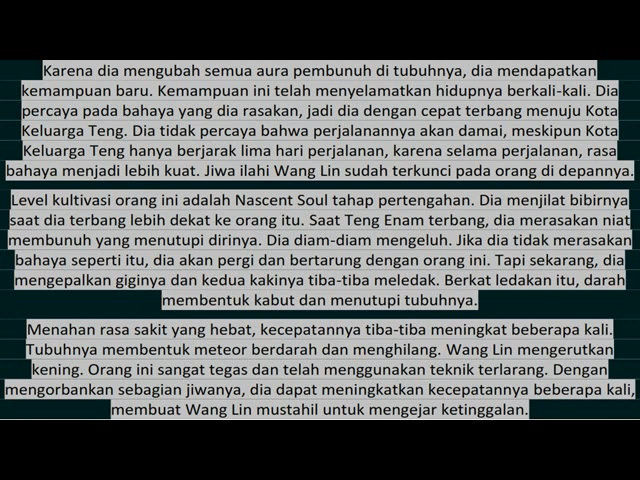 Karena dia mengubah semua aura pembunuh di tubuhnya, dia mendapatkan
kemampuan baru. Kemampuan ini telah menyelamatkan hidupnya berkali-kali. Dia
percaya pada bahaya yang dia rasakan, jadi dia dengan cepat terbang menuju Kota
Keluarga Teng. Dia tidak percaya bahwa perjalanannya akan damai, meskipun Kota
Keluarga Teng hanya berjarak lima hari perjalanan, karena selama perjalanan, rasa
bahaya menjadi lebih kuat. Jiwa ilahi Wang Lin sudah terkunci pada orang di depannya.
Level kultivasi orang ini adalah Nascent Soul tahap pertengahan. Dia menjilat bibirnya
saat dia terbang lebih dekat ke orang itu. Saat Teng Enam terbang, dia merasakan niat
membunuh yang menutupi dirinya. Dia diam-diam mengeluh. Jika dia tidak merasakan
bahaya seperti itu, dia akan pergi dan bertarung dengan orang ini. Tapi sekarang, dia
mengepalkan giginya dan kedua kakinya tiba-tiba meledak. Berkat ledakan itu, darah
membentuk kabut dan menutupi tubuhnya.
Menahan rasa sakit yang hebat, kecepatannya tiba-tiba meningkat beberapa kali.
Tubuhnya membentuk meteor berdarah dan menghilang. Wang Lin mengerutkan
kening. Orang ini sangat tegas dan telah menggunakan teknik terlarang. Dengan
mengorbankan sebagian jiwanya, dia dapat meningkatkan kecepatannya beberapa kali,
membuat Wang Lin mustahil untuk mengejar ketinggalan.